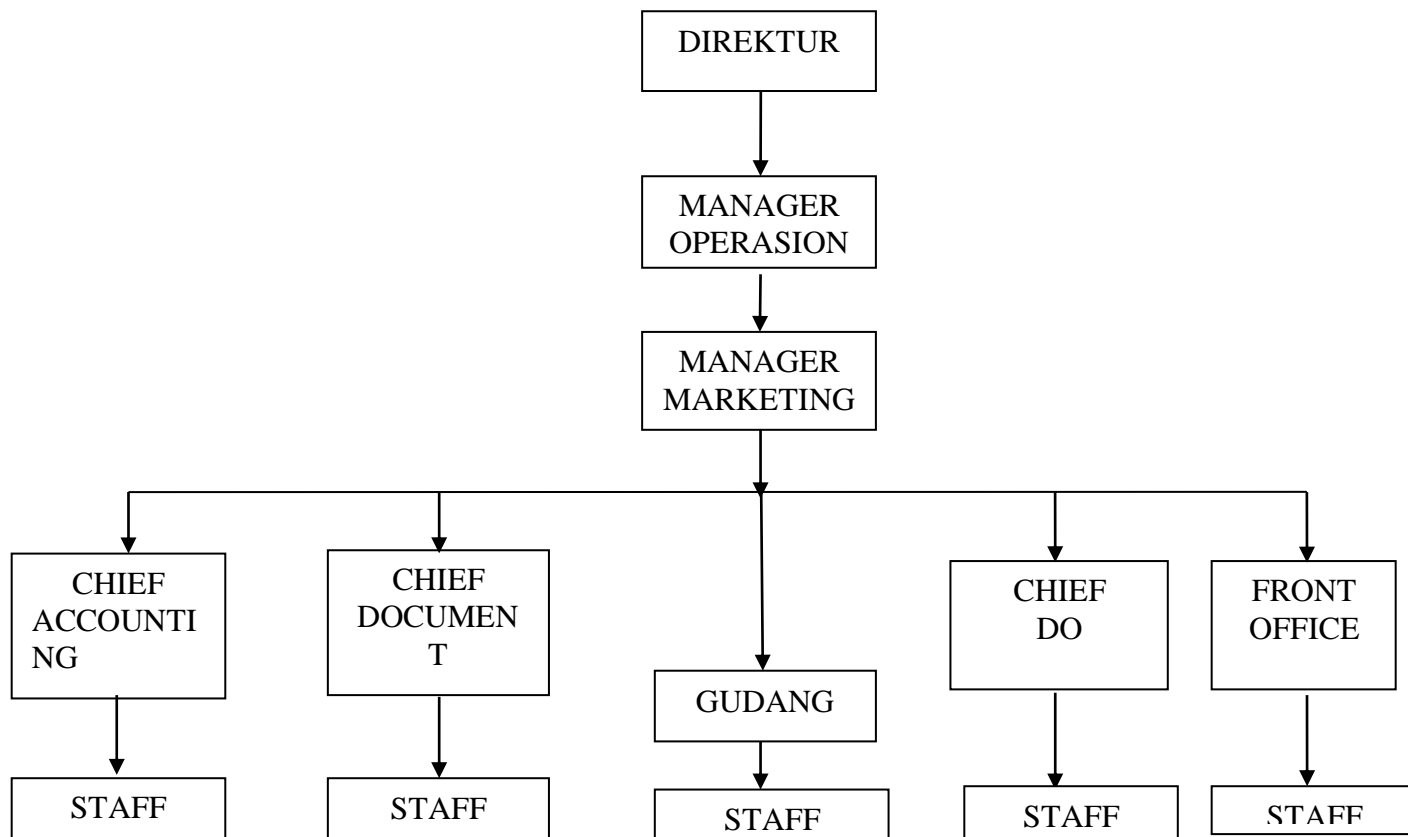 DIREKTUR
MANAGER
OPERASION
MANAGER
MARKETING
CHIEF
ACCOUNTI
NG
CHIEF
DOCUMEN
T
GUDANG
CHIEF
DO
FRONT
OFFICE
STAFF
STAFF
STAFF
STAFF
STAFF